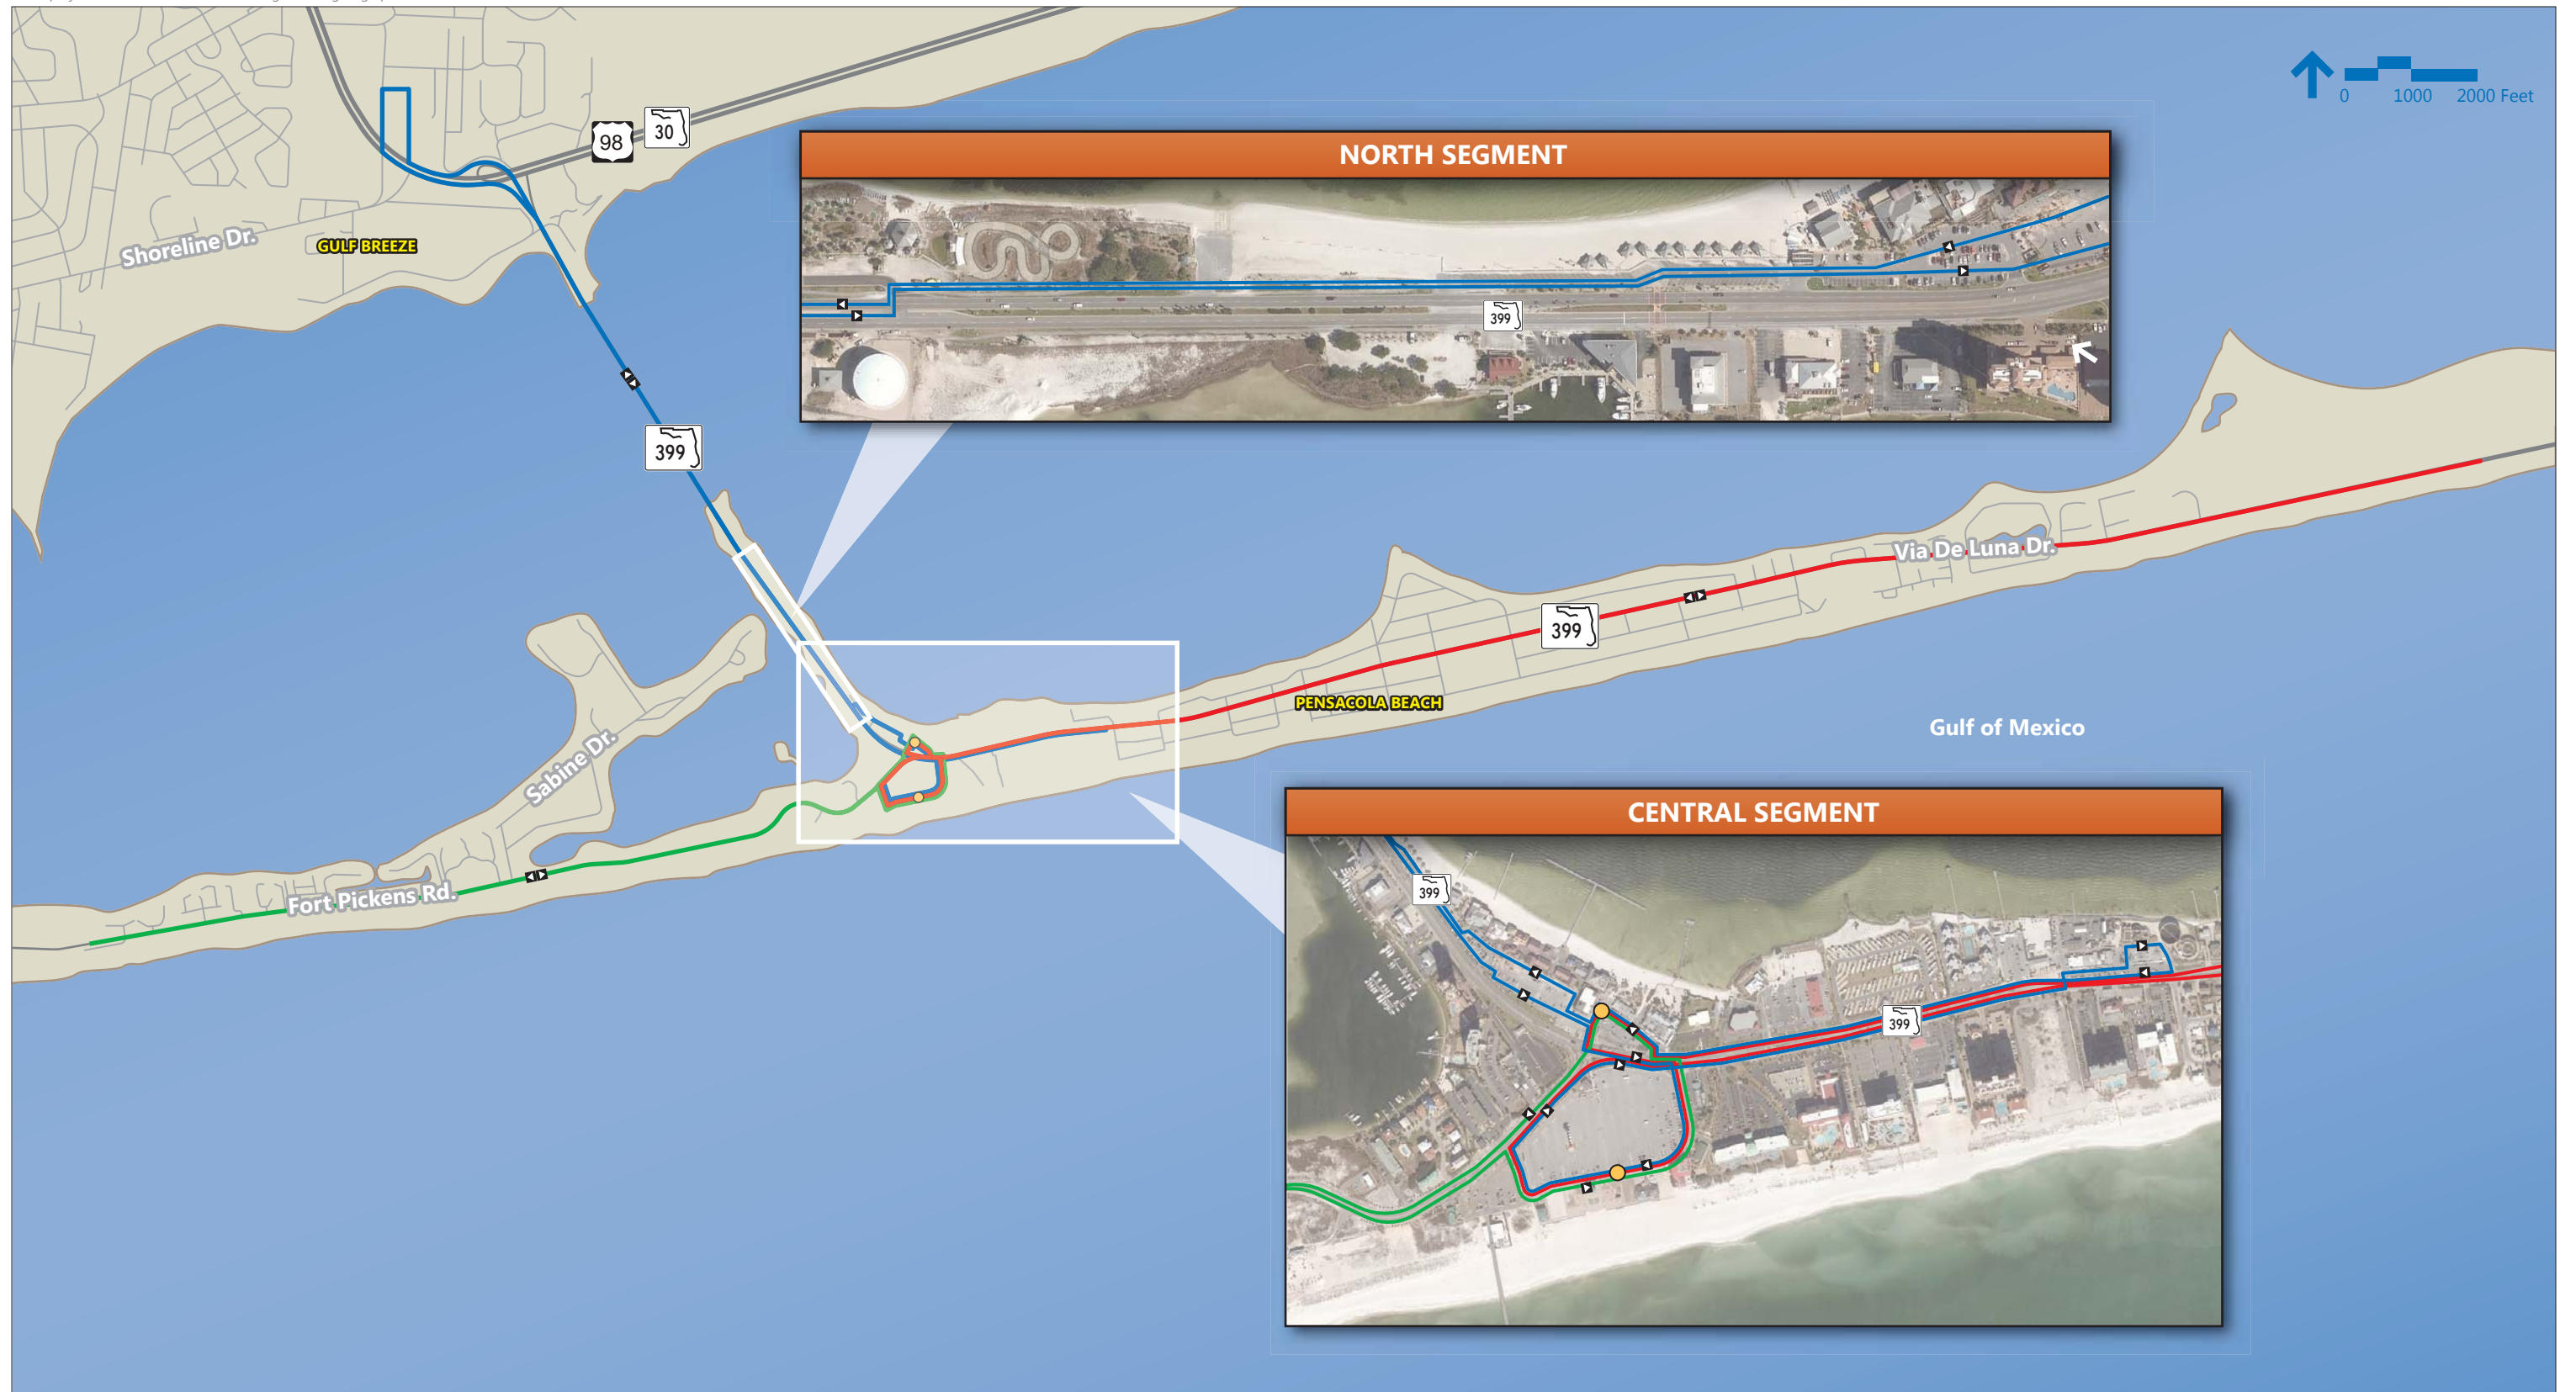 98
30
Shoreline Dr.
GULF BREEZE
0 1000 2000 Feet
NORTH SEGMENT
399
399
Via De Luna Dr.
399
PENSACOLA BEACH
Gulf of Mexico
Sabine Dr.
Fort Pickens Rd.
CENTRAL SEGMENT
399
399